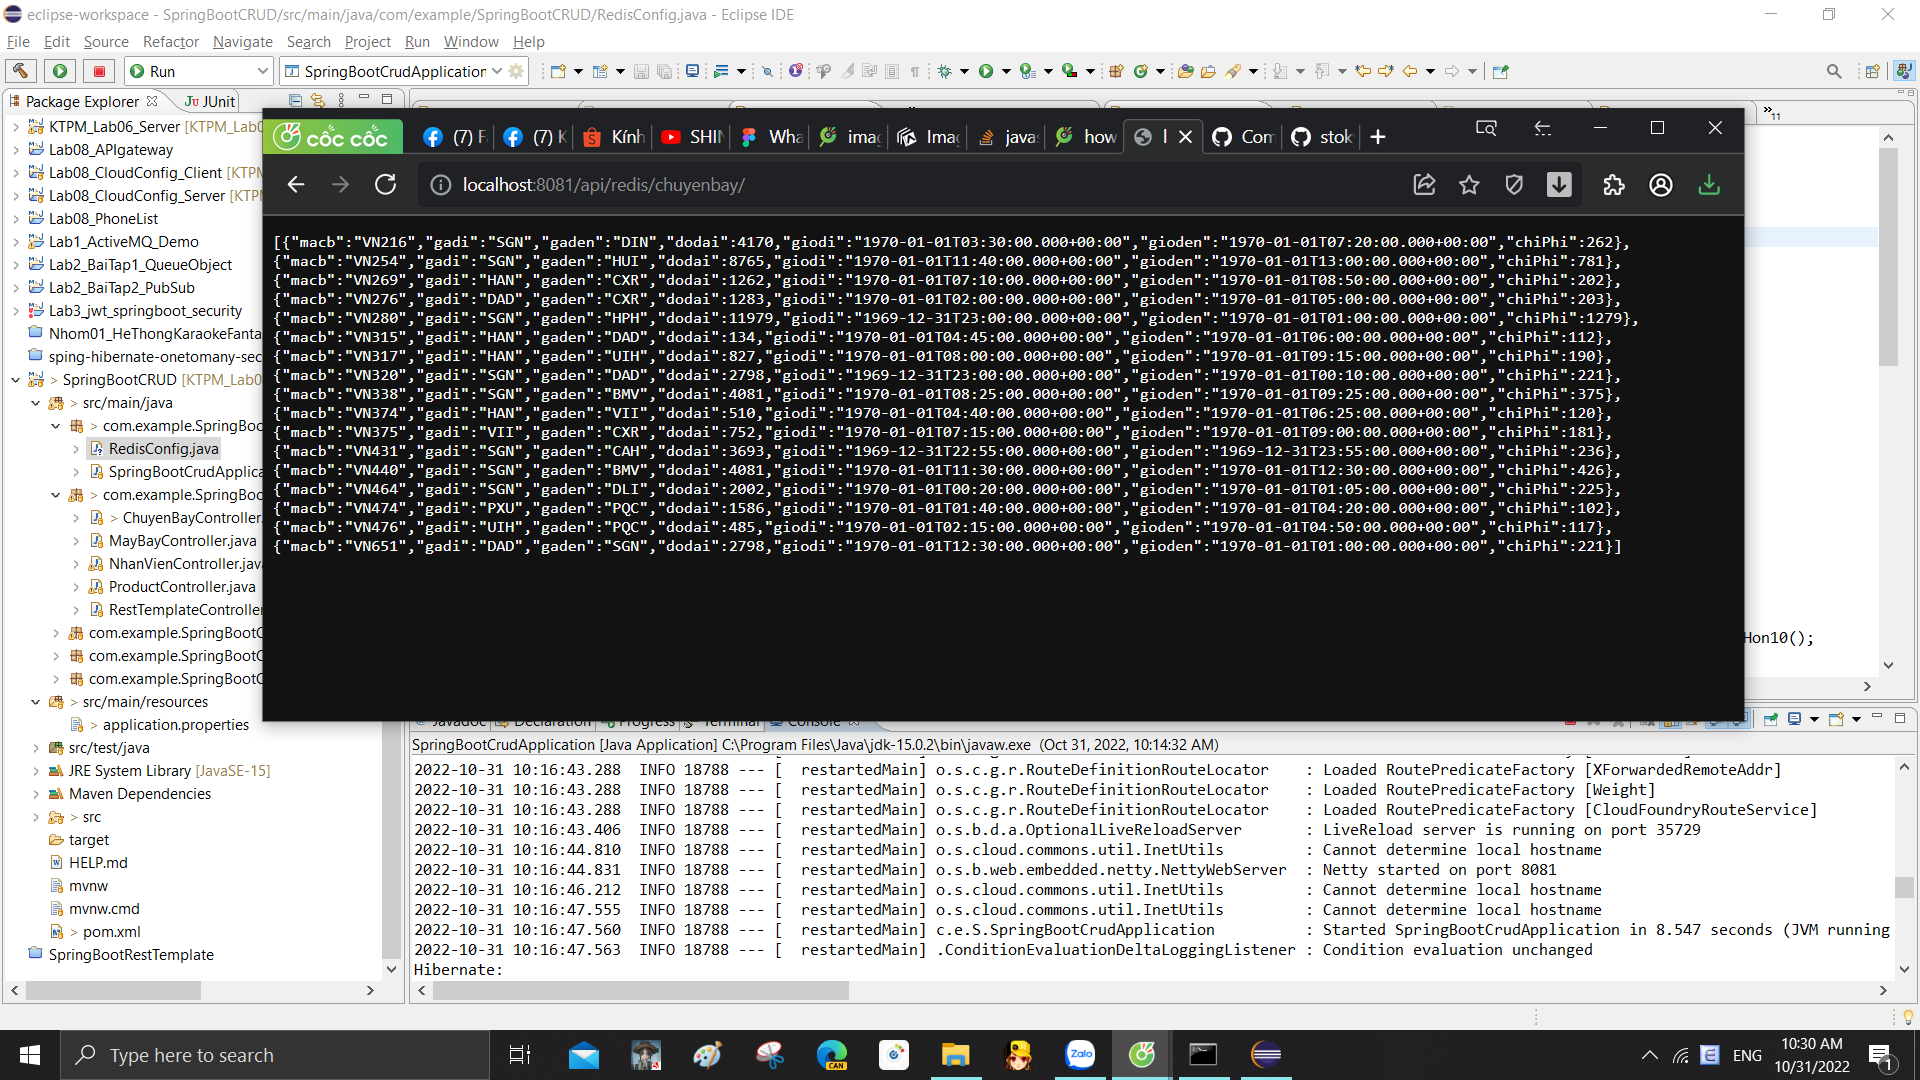 eclipse-workspace - SpringBootCRUD/src/main/java/com/example/SpringBootCRUD/RedisConfig.java - Eclipse IDE
File Edit Source Refactor Navigate Search Project Run Window Help
Run SpringBootCrudApplication
Package Explorer JUnit
KTPM_Lab06_Server [KTPM_Lab0
Lab08_APIgateway
Lab08_CloudConfig_Client [KTP
Lab08_CloudConfig_Server [KTP
Lab08_PhoneList
Lab1_ActiveMQ_Demo
Lab2_BaiTap1_QueueObject
Lab2_BaiTap2_PubSub
Lab3_jwt_springboot_security
Nhom01_HeThongKaraokeFanta
sping-hibernate-onetomany-sec
> SpringBootCRUD [KTPM_Lab0
> src/main/java
> com.example.SpringBoo
RedisConfig.java
SpringBootCrudApplica
> com.example.SpringBoo
> ChuyenBayController.
MayBayController.java
NhanVienController.java
ProductController.java
RestTemplateController
com.example.SpringBootC
com.example.SpringBootC
com.example.SpringBootC
> src/main/resources
> application.properties
src/test/java
JRE System Library [JavaSE-15]
Maven Dependencies
> src
target
HELP.md
mvnw
mvnw.cmd
> pom.xml
SpringBootRestTemplate
11
cốc cốc (7) F (7) K Kính SHIN Wha imag Imag javas how l Com stok
localhost:8081/api/redis/chuyenbay/
[{"macb":"VN216","gadi":"SGN","gaden":"DIN","dodai":4170,"giodi":"1970-01-01T03:30:00.000+00:00","gioden":"1970-01-01T07:20:00.000+00:00","chiPhi":262},
{"macb":"VN254","gadi":"SGN","gaden":"HUI","dodai":8765,"giodi":"1970-01-01T11:40:00.000+00:00","gioden":"1970-01-01T13:00:00.000+00:00","chiPhi":781},
{"macb":"VN269","gadi":"HAN","gaden":"CXR","dodai":1262,"giodi":"1970-01-01T07:10:00.000+00:00","gioden":"1970-01-01T08:50:00.000+00:00","chiPhi":202},
{"macb":"VN276","gadi":"DAD","gaden":"CXR","dodai":1283,"giodi":"1970-01-01T02:00:00.000+00:00","gioden":"1970-01-01T05:00:00.000+00:00","chiPhi":203},
{"macb":"VN280","gadi":"SGN","gaden":"HPH","dodai":11979,"giodi":"1969-12-31T23:00:00.000+00:00","gioden":"1970-01-01T01:00:00.000+00:00","chiPhi":1279},
{"macb":"VN315","gadi":"HAN","gaden":"DAD","dodai":134,"giodi":"1970-01-01T04:45:00.000+00:00","gioden":"1970-01-01T06:00:00.000+00:00","chiPhi":112},
{"macb":"VN317","gadi":"HAN","gaden":"UIH","dodai":827,"giodi":"1970-01-01T08:00:00.000+00:00","gioden":"1970-01-01T09:15:00.000+00:00","chiPhi":190},
{"macb":"VN320","gadi":"SGN","gaden":"DAD","dodai":2798,"giodi":"1969-12-31T23:00:00.000+00:00","gioden":"1970-01-01T00:10:00.000+00:00","chiPhi":221},
{"macb":"VN338","gadi":"SGN","gaden":"BMV","dodai":4081,"giodi":"1970-01-01T08:25:00.000+00:00","gioden":"1970-01-01T09:25:00.000+00:00","chiPhi":375},
{"macb":"VN374","gadi":"HAN","gaden":"VII","dodai":510,"giodi":"1970-01-01T04:40:00.000+00:00","gioden":"1970-01-01T06:25:00.000+00:00","chiPhi":120},
{"macb":"VN375","gadi":"VII","gaden":"CXR","dodai":752,"giodi":"1970-01-01T07:15:00.000+00:00","gioden":"1970-01-01T09:00:00.000+00:00","chiPhi":181},
{"macb":"VN431","gadi":"SGN","gaden":"CAH","dodai":3693,"giodi":"1969-12-31T22:55:00.000+00:00","gioden":"1969-12-31T23:55:00.000+00:00","chiPhi":236},
{"macb":"VN440","gadi":"SGN","gaden":"BMV","dodai":4081,"giodi":"1970-01-01T11:30:00.000+00:00","gioden":"1970-01-01T12:30:00.000+00:00","chiPhi":426},
{"macb":"VN464","gadi":"SGN","gaden":"DLI","dodai":2002,"giodi":"1970-01-01T00:20:00.000+00:00","gioden":"1970-01-01T01:05:00.000+00:00","chiPhi":225},
{"macb":"VN474","gadi":"PXU","gaden":"PQC","dodai":1586,"giodi":"1970-01-01T01:40:00.000+00:00","gioden":"1970-01-01T04:20:00.000+00:00","chiPhi":102},
{"macb":"VN476","gadi":"UIH","gaden":"PQC","dodai":485,"giodi":"1970-01-01T02:15:00.000+00:00","gioden":"1970-01-01T04:50:00.000+00:00","chiPhi":117},
{"macb":"VN651","gadi":"DAD","gaden":"SGN","dodai":2798,"giodi":"1970-01-01T12:30:00.000+00:00","gioden":"1970-01-01T01:00:00.000+00:00","chiPhi":221}]
Hon10();
Javadoc Declaration Progress Terminal Console
SpringBootCrudApplication [Java Application] C:\Program Files\Java\jdk-15.0.2\bin\javaw.exe (Oct 31, 2022, 10:14:32 AM)
2022-10-31 10:16:43.288 INFO 18788 --- [ restartedMain] o.s.c.g.r.RouteDefinitionRouteLocator : Loaded RoutePredicateFactory [XForwardedRemoteAddr]
2022-10-31 10:16:43.288 INFO 18788 --- [ restartedMain] o.s.c.g.r.RouteDefinitionRouteLocator : Loaded RoutePredicateFactory [Weight]
2022-10-31 10:16:43.288 INFO 18788 --- [ restartedMain] o.s.c.g.r.RouteDefinitionRouteLocator : Loaded RoutePredicateFactory [CloudFoundryRouteService]
2022-10-31 10:16:43.406 INFO 18788 --- [ restartedMain] o.s.b.d.a.OptionalLiveReloadServer : LiveReload server is running on port 35729
2022-10-31 10:16:44.810 INFO 18788 --- [ restartedMain] o.s.cloud.commons.util.InetUtils : Cannot determine local hostname
2022-10-31 10:16:44.831 INFO 18788 --- [ restartedMain] o.s.b.web.embedded.netty.NettyWebServer : Netty started on port 8081
2022-10-31 10:16:46.212 INFO 18788 --- [ restartedMain] o.s.cloud.commons.util.InetUtils : Cannot determine local hostname
2022-10-31 10:16:47.555 INFO 18788 --- [ restartedMain] o.s.cloud.commons.util.InetUtils : Cannot determine local hostname
2022-10-31 10:16:47.560 INFO 18788 --- [ restartedMain] c.e.S.SpringBootCrudApplication : Started SpringBootCrudApplication in 8.547 seconds (JVM running
2022-10-31 10:16:47.563 INFO 18788 --- [ restartedMain] .ConditionEvaluationDeltaLoggingListener : Condition evaluation unchanged
Hibernate:
Type here to search
CAN
Zalo
ENG
10:30 AM
10/31/2022
1